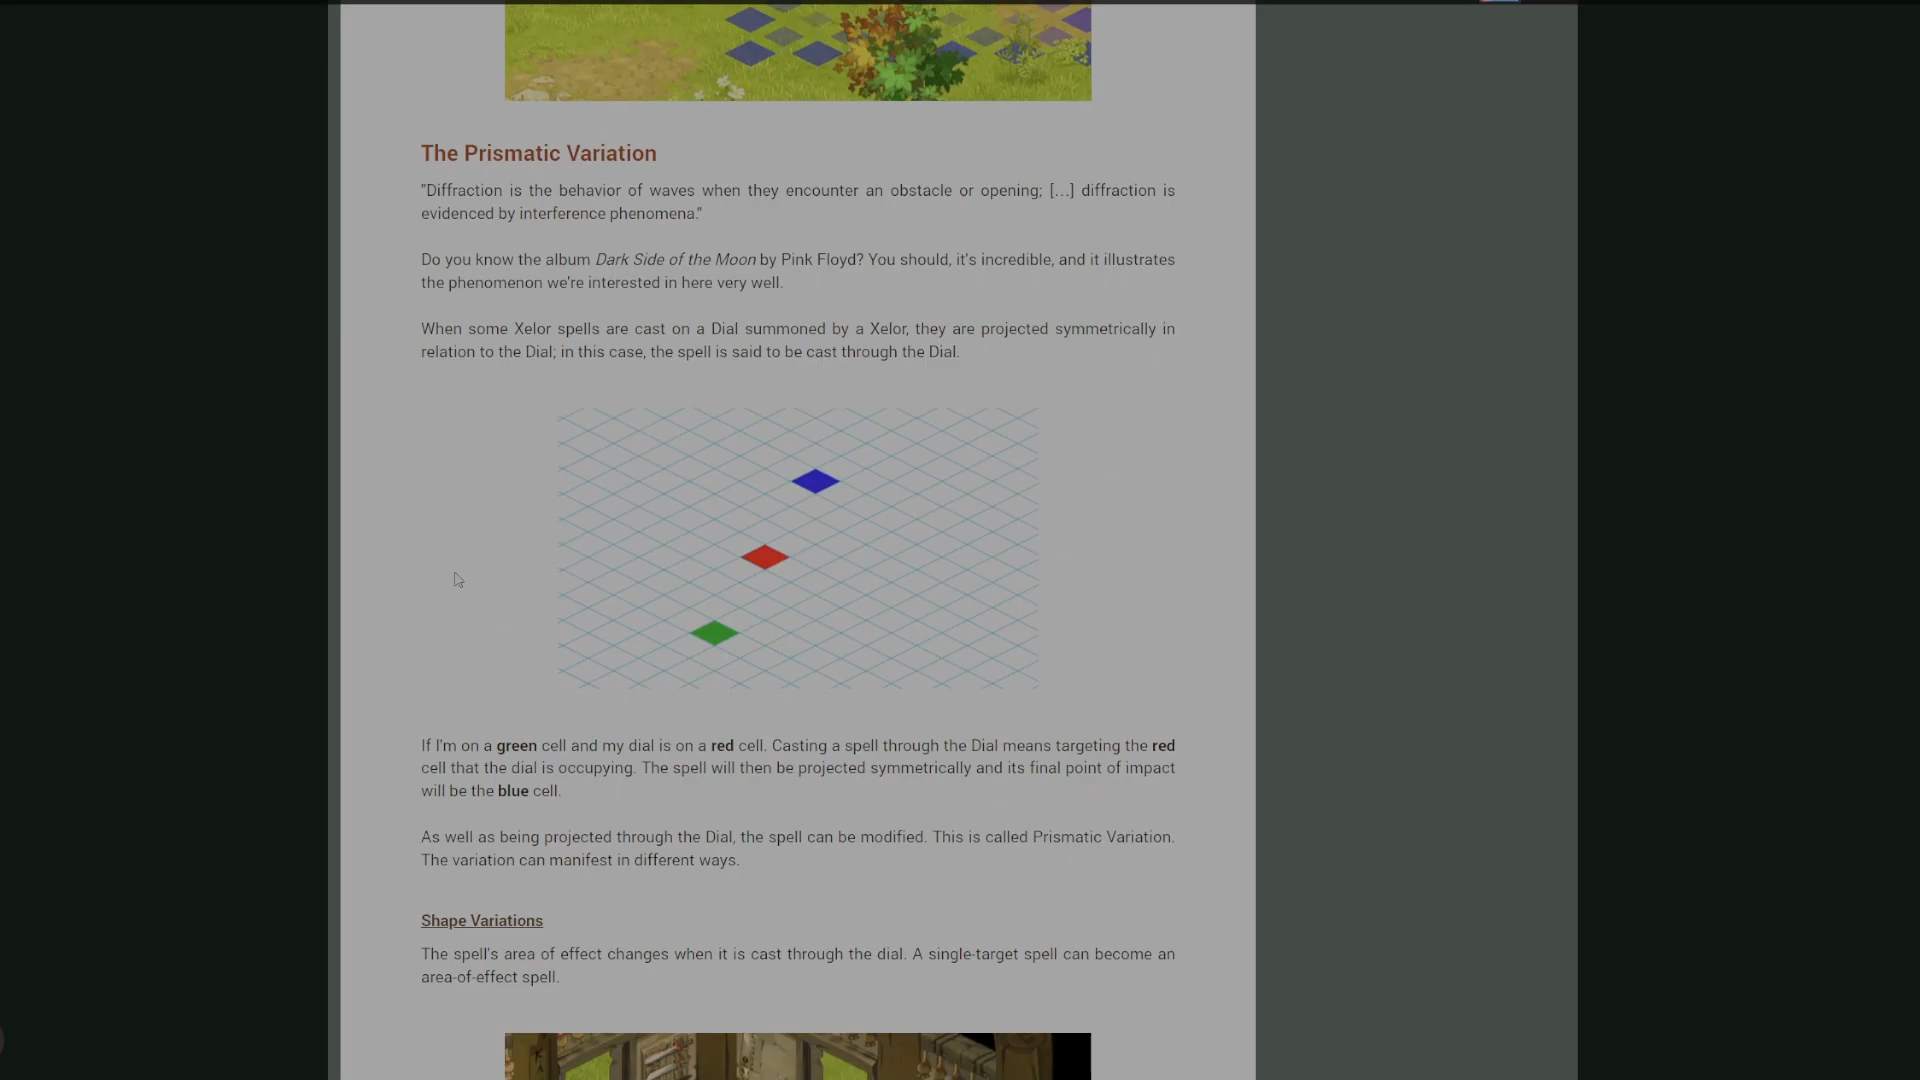 The Prismatic Variation
"Diffraction is the behavior of waves when they encounter an obstacle or opening; […] diffraction is
evidenced by interference phenomena."
Do you know the album Dark Side of the Moon by Pink Floyd? You should, it's incredible, and it illustrates
the phenomenon we're interested in here very well.
When some Xelor spells are cast on a Dial summoned by a Xelor, they are projected symmetrically in
relation to the Dial; in this case, the spell is said to be cast through the Dial.
If I'm on a green cell and my dial is on a red cell. Casting a spell through the Dial means targeting the red
cell that the dial is occupying. The spell will then be projected symmetrically and its final point of impact
will be the blue cell.
As well as being projected through the Dial, the spell can be modified. This is called Prismatic Variation.
The variation can manifest in different ways.
Shape Variations
The spell's area of effect changes when it is cast through the dial. A single-target spell can become an
area-of-effect spell.